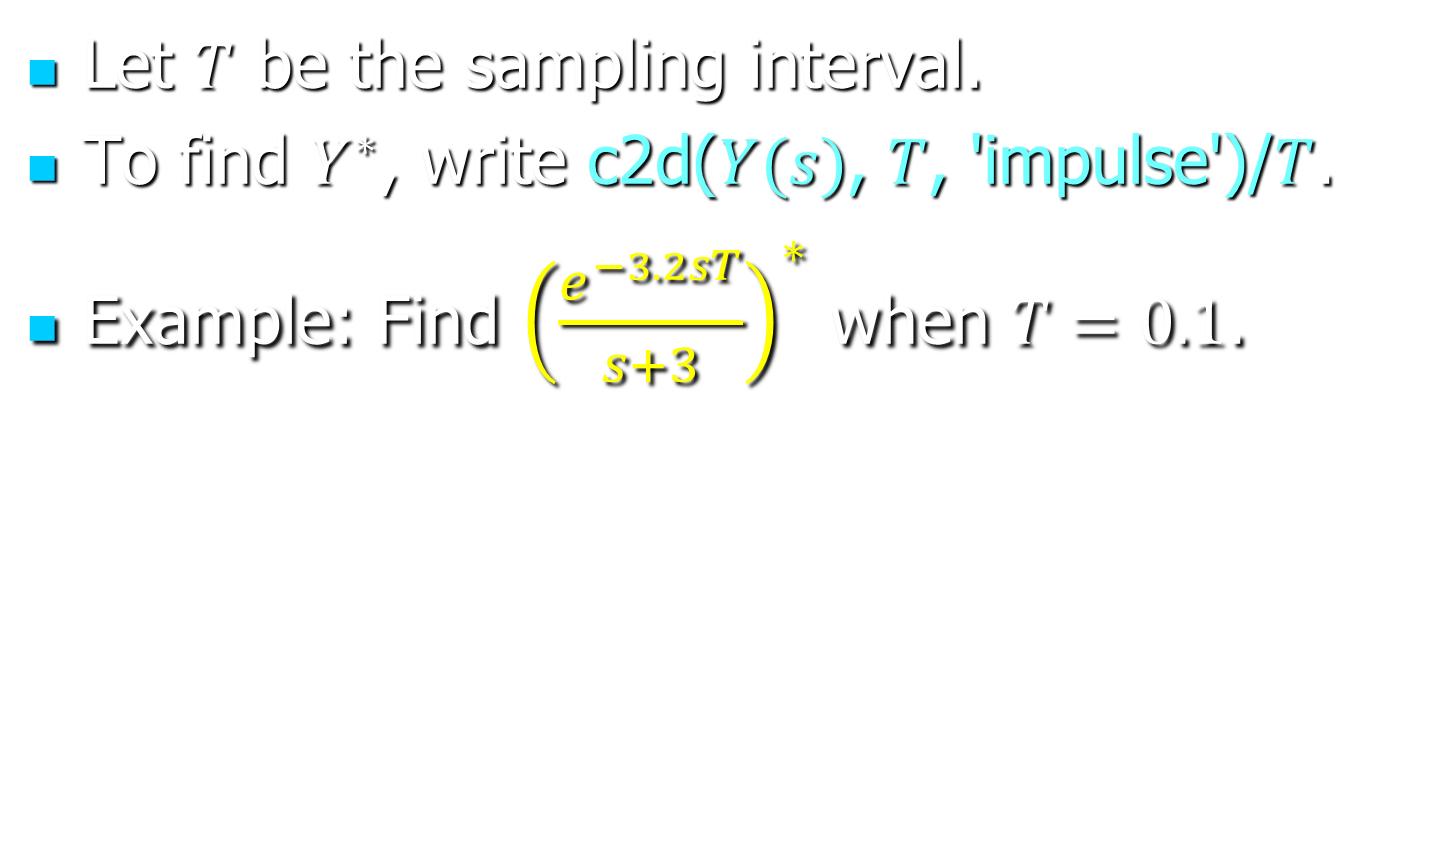 Let T be the sampling interval.
To find Y*, write c2d(Y(s), T, 'impulse')/T.
Example: Find (e^{-3.2sT}/(s+3))^* when T = 0.1.